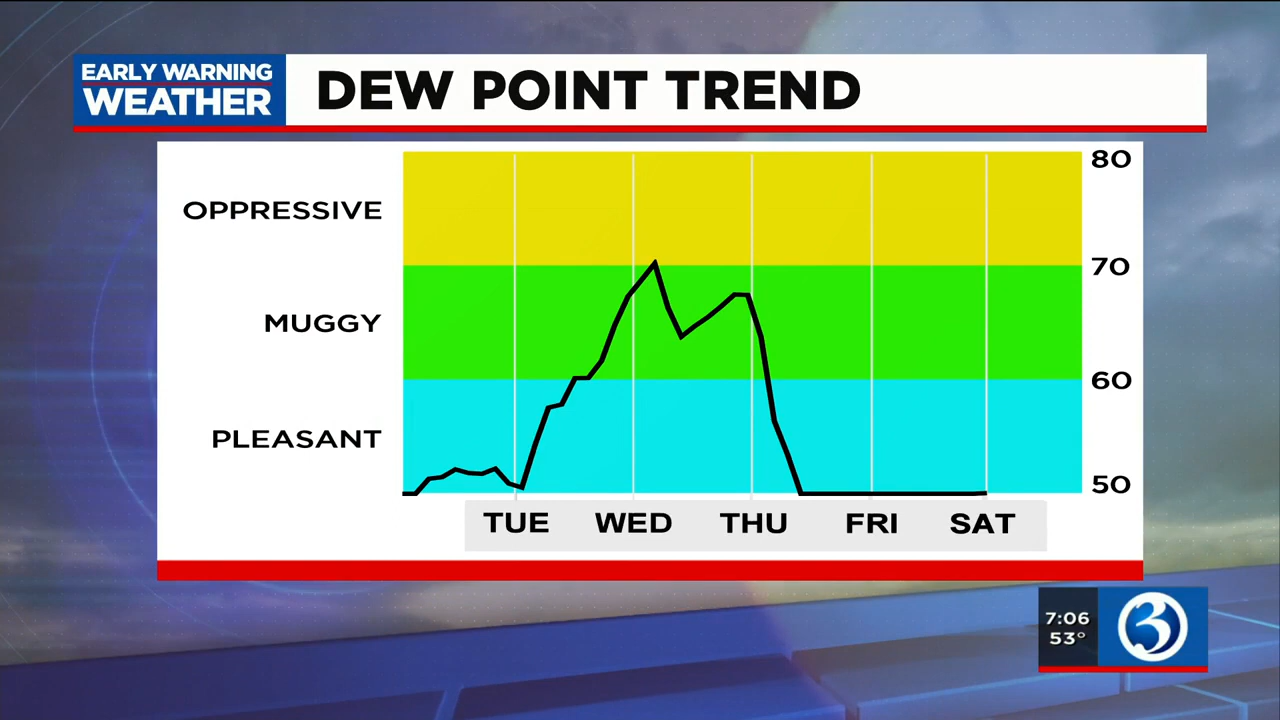 EARLY WARNING
WEATHER
DEW POINT TREND
80
OPPRESSIVE
70
MUGGY
60
PLEASANT
50
TUE WED THU FRI SAT
7:06
53°
3